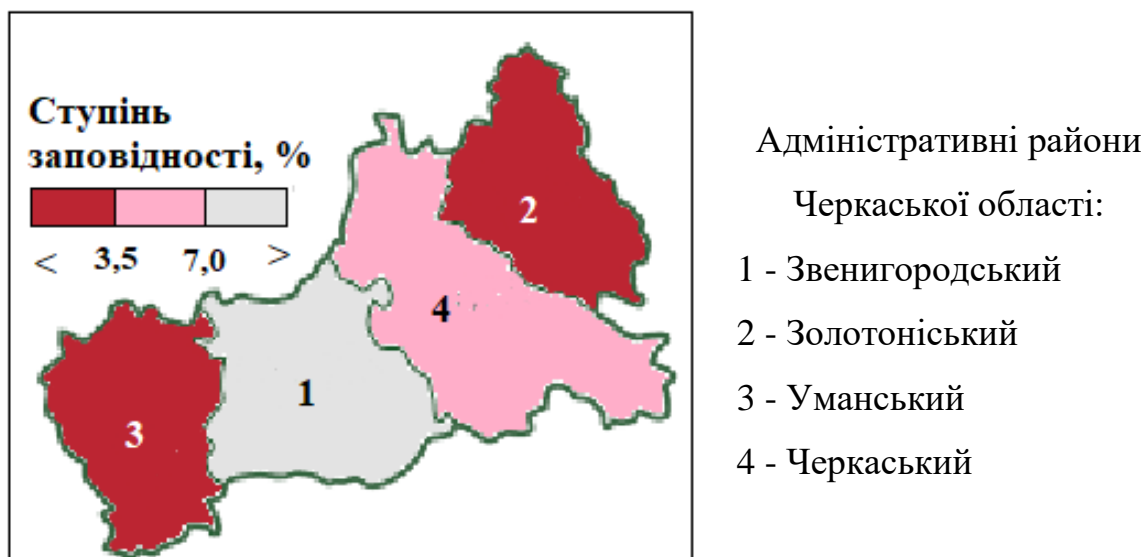 Ступінь
заповідності, %
< 3,5 7,0 >
2
4
1
3
Адміністративні райони
Черкаської області:
1 - Звенигородський
2 - Золотоніський
3 - Уманський
4 - Черкаський